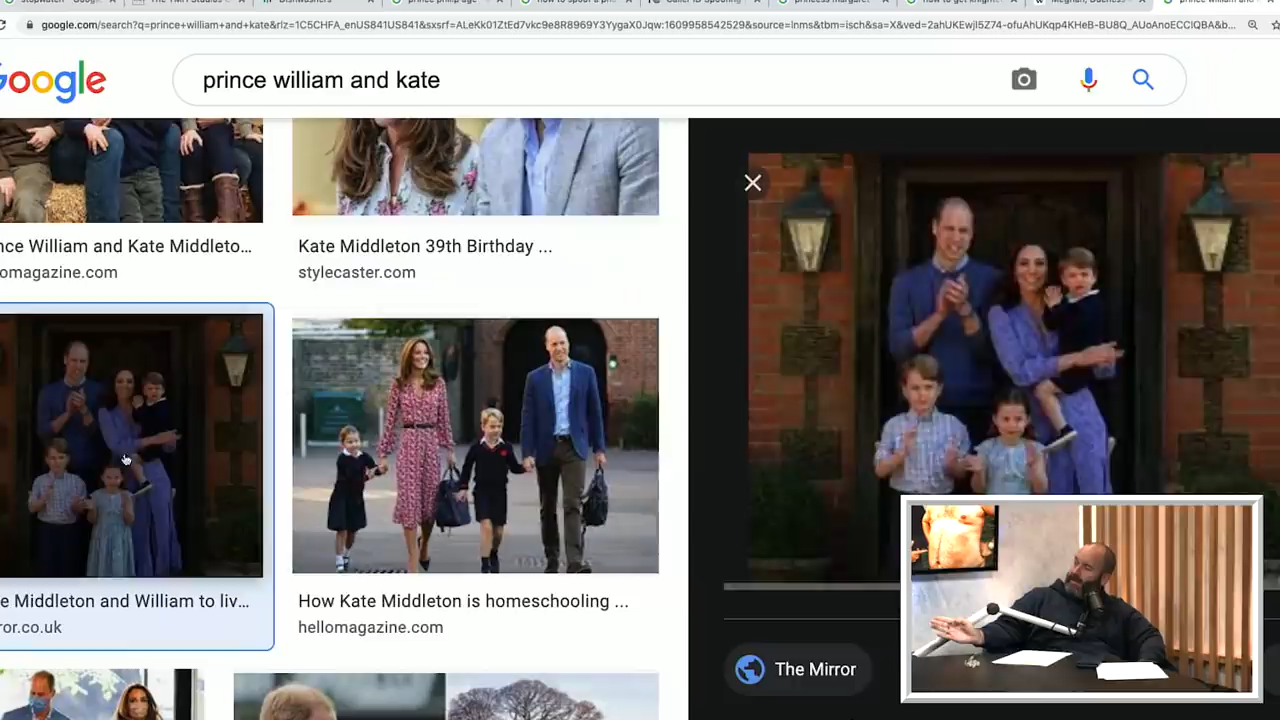 google.com/search?q=prince+william+and+kate&rlz=1C5CHFA_enUS841US841&sxsrf=ALeKk01ZtEd7vkc9e8R8969Y3YygaX0Jqw:1609958542529&source=lnms&tbm=isch&sa=X&ved=2ahUKEwjI5Z74-ofuAhUKqp4KHeB-BU8Q_AUoAnoECCIQBA&b...
Google
prince william and kate
nce William and Kate Middleto...
omagazine.com
Kate Middleton 39th Birthday ...
stylecaster.com
e Middleton and William to liv...
ror.co.uk
How Kate Middleton is homeschooling ...
hellomagazine.com
The Mirror